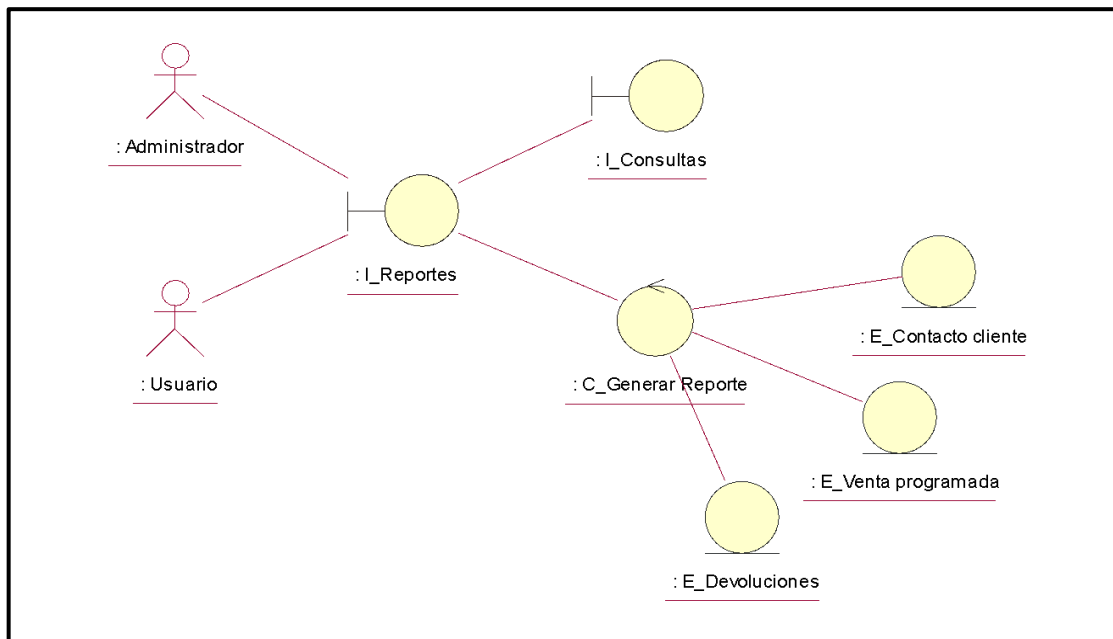 : Administrador
: I_Consultas
: I_Reportes
: E_Contacto cliente
: Usuario
: C_Generar Reporte
: E_Venta programada
: E_Devoluciones